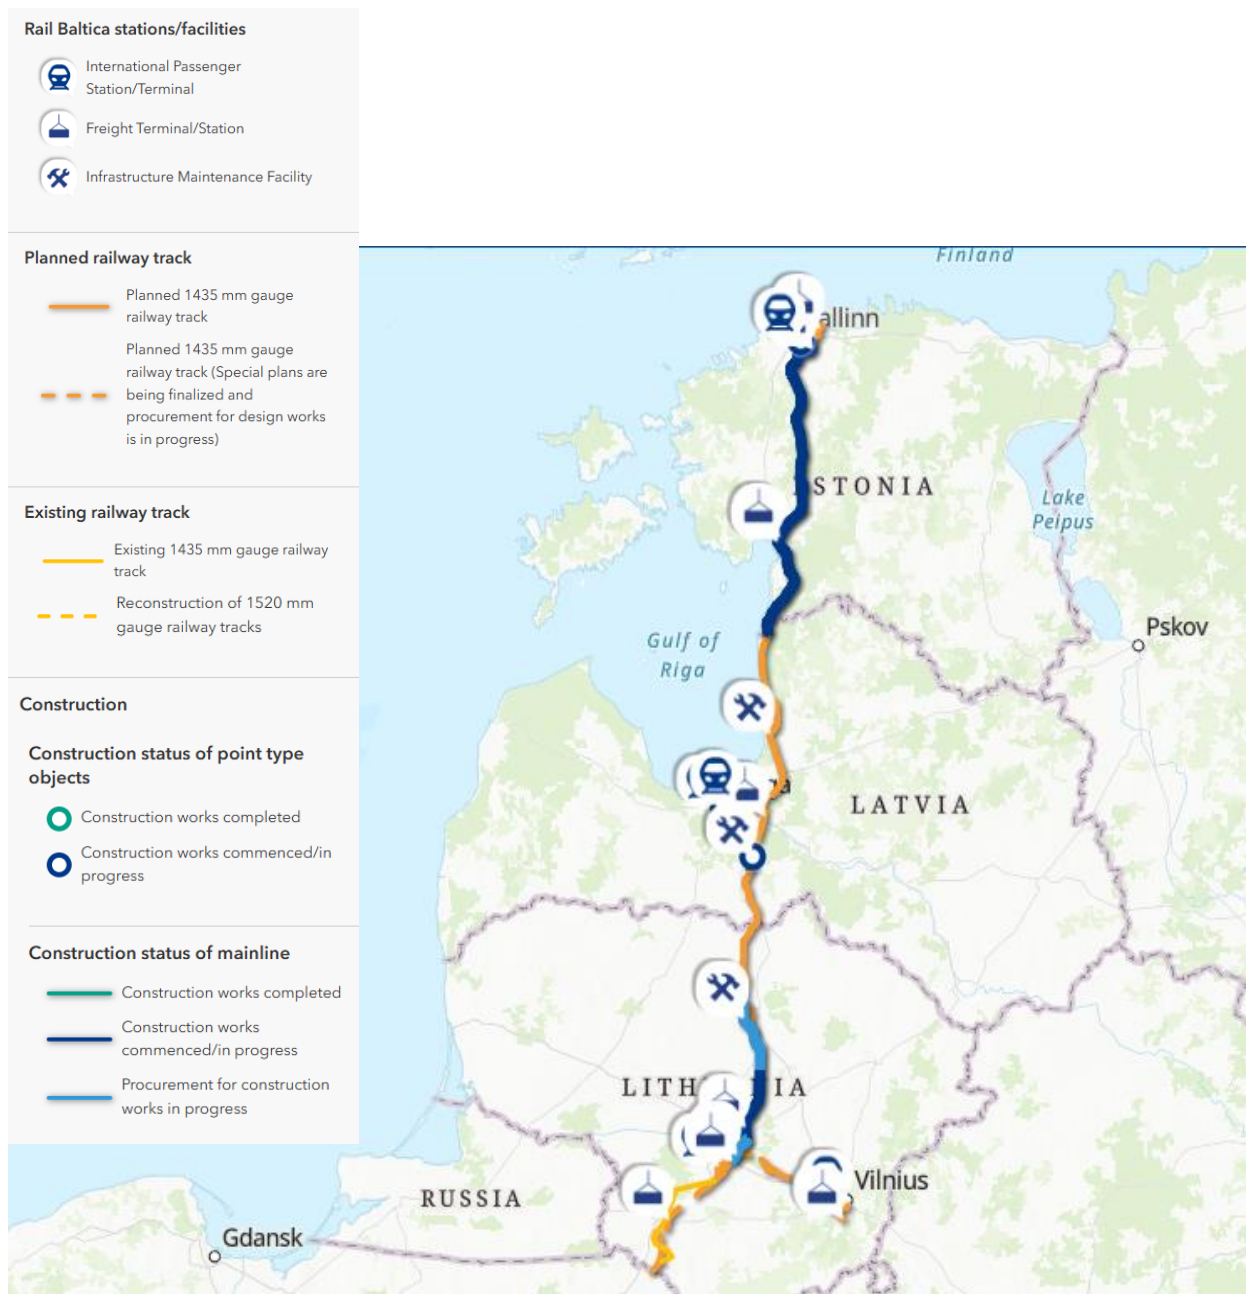 Rail Baltica stations/facilities
International Passenger
Station/Terminal
Freight Terminal/Station
Infrastructure Maintenance Facility
Planned railway track
Planned 1435 mm gauge
railway track
Planned 1435 mm gauge
railway track (Special plans are
being finalized and
procurement for design works
is in progress)
Existing railway track
Existing 1435 mm gauge railway
track
Reconstruction of 1520 mm
gauge railway tracks
Construction
Construction status of point type
objects
Construction works completed
Construction works commenced/in
progress
Construction status of mainline
Construction works completed
Construction works
commenced/in progress
Procurement for construction
works in progress
Finland
allinn
STONIA
Lake
Peipus
Pskov
Gulf of
Riga
LATVIA
LITH IA
Vilnius
RUSSIA
Gdansk